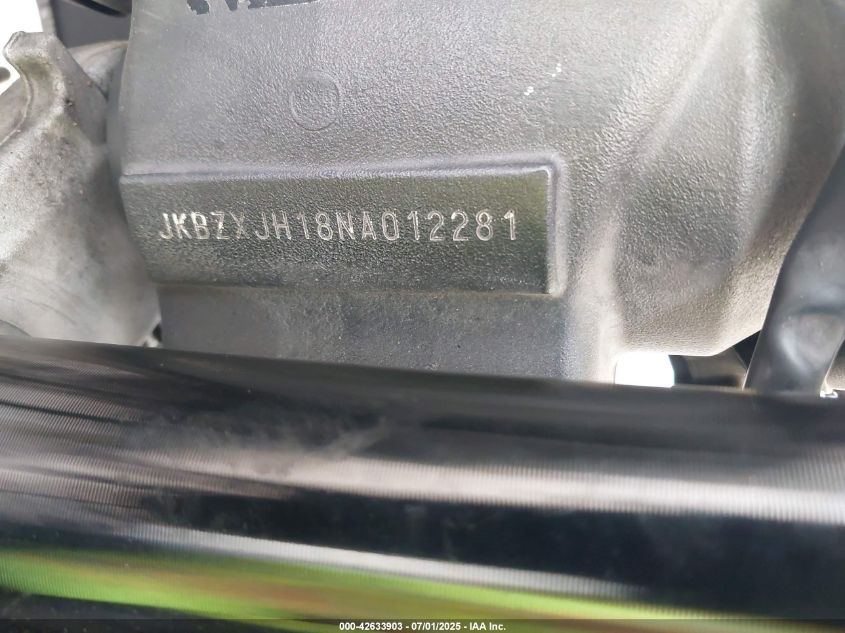 JKBZXJH18NA012281
000-42633903 - 07/01/2025 - IAA Inc.